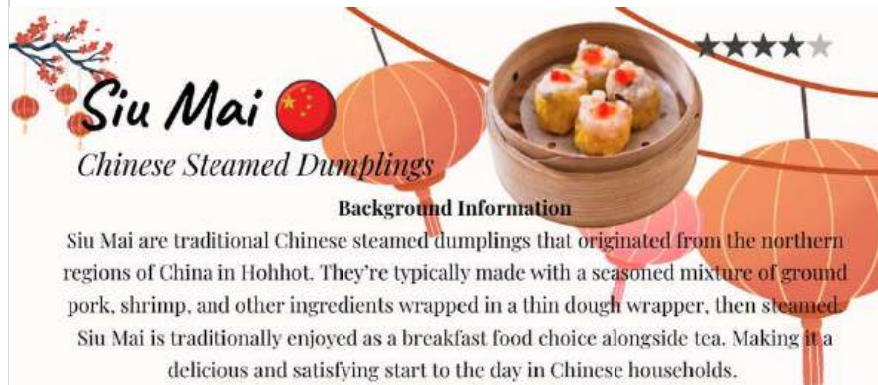 Siu Mai
Chinese Steamed Dumplings
Background Information
Siu Mai are traditional Chinese steamed dumplings that originated from the northern
regions of China in Hohhot. They're typically made with a seasoned mixture of ground
pork, shrimp, and other ingredients wrapped in a thin dough wrapper, then steamed.
Siu Mai is traditionally enjoyed as a breakfast food choice alongside tea. Making it a
delicious and satisfying start to the day in Chinese households.